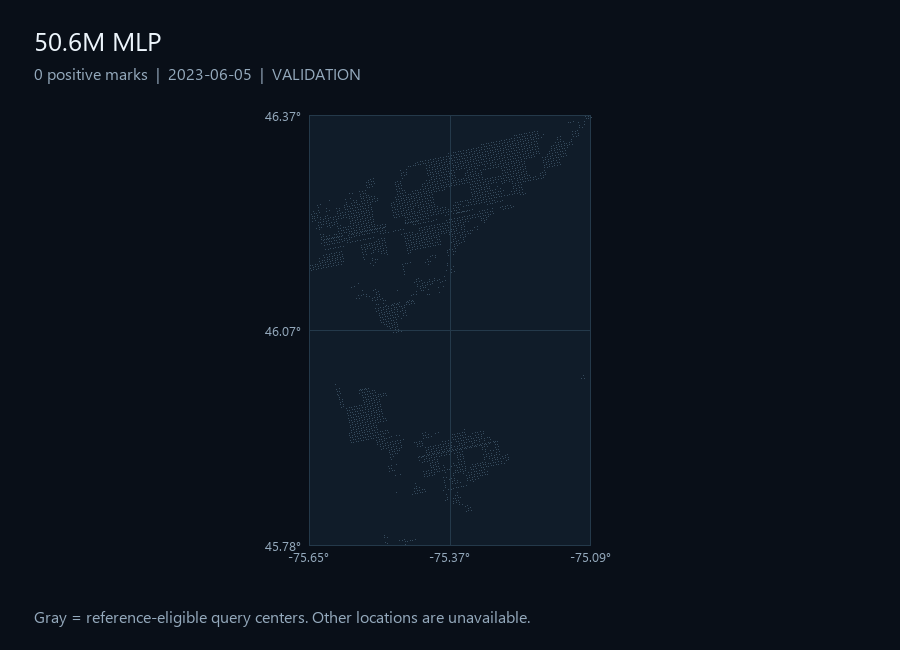 50.6M MLP
0 positive marks | 2023-06-05 | VALIDATION
46.37°
46.07°
45.78°
-75.65°
-75.37°
-75.09°
Gray = reference-eligible query centers. Other locations are unavailable.